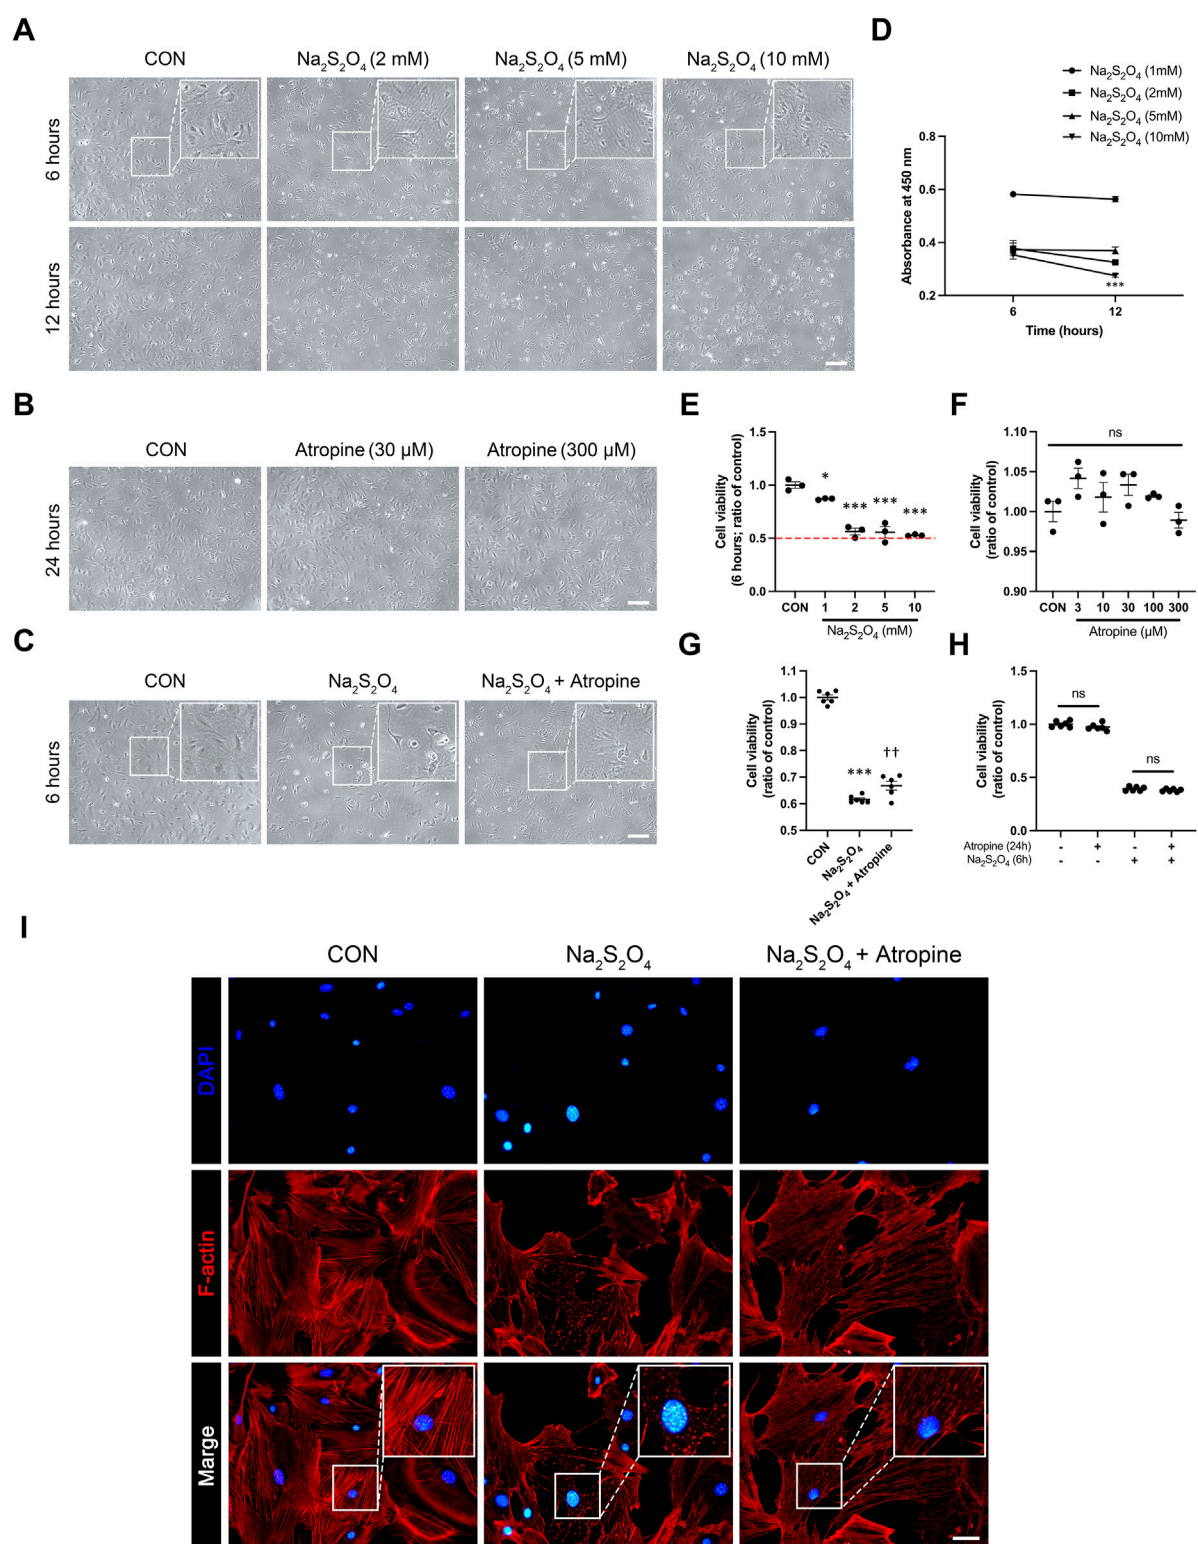 A
CON
Na2S2O4 (2 mM)
Na2S2O4 (5 mM)
Na2S2O4 (10 mM)
6 hours
12 hours
D
Na2S2O4 (1mM)
Na2S2O4 (2mM)
Na2S2O4 (5mM)
Na2S2O4 (10mM)
Absorbance at 450 nm
0.8
0.6
0.4
0.2
***
6
12
Time (hours)
B
CON
Atropine (30 µM)
Atropine (300 µM)
24 hours
C
CON
Na2S2O4
Na2S2O4 + Atropine
6 hours
E
Cell viability
(6 hours; ratio of control)
1.5
1.0
0.5
0.0
*
***
***
***
CON
1
2
5
10
Na2S2O4 (mM)
F
Cell viability
(ratio of control)
1.10
1.05
1.00
0.95
0.90
ns
CON
3
10
30
100
300
Atropine (µM)
G
Cell viability
(ratio of control)
1.1
1.0
0.9
0.8
0.7
0.6
0.5
***
††
CON
Na2S2O4
Na2S2O4 + Atropine
H
Cell viability
(ratio of control)
1.5
1.0
0.5
0.0
ns
ns
Atropine (24h) - + - +
Na2S2O4 (6h) - - + +
I
CON
Na2S2O4
Na2S2O4 + Atropine
DAPI
F-actin
Marge